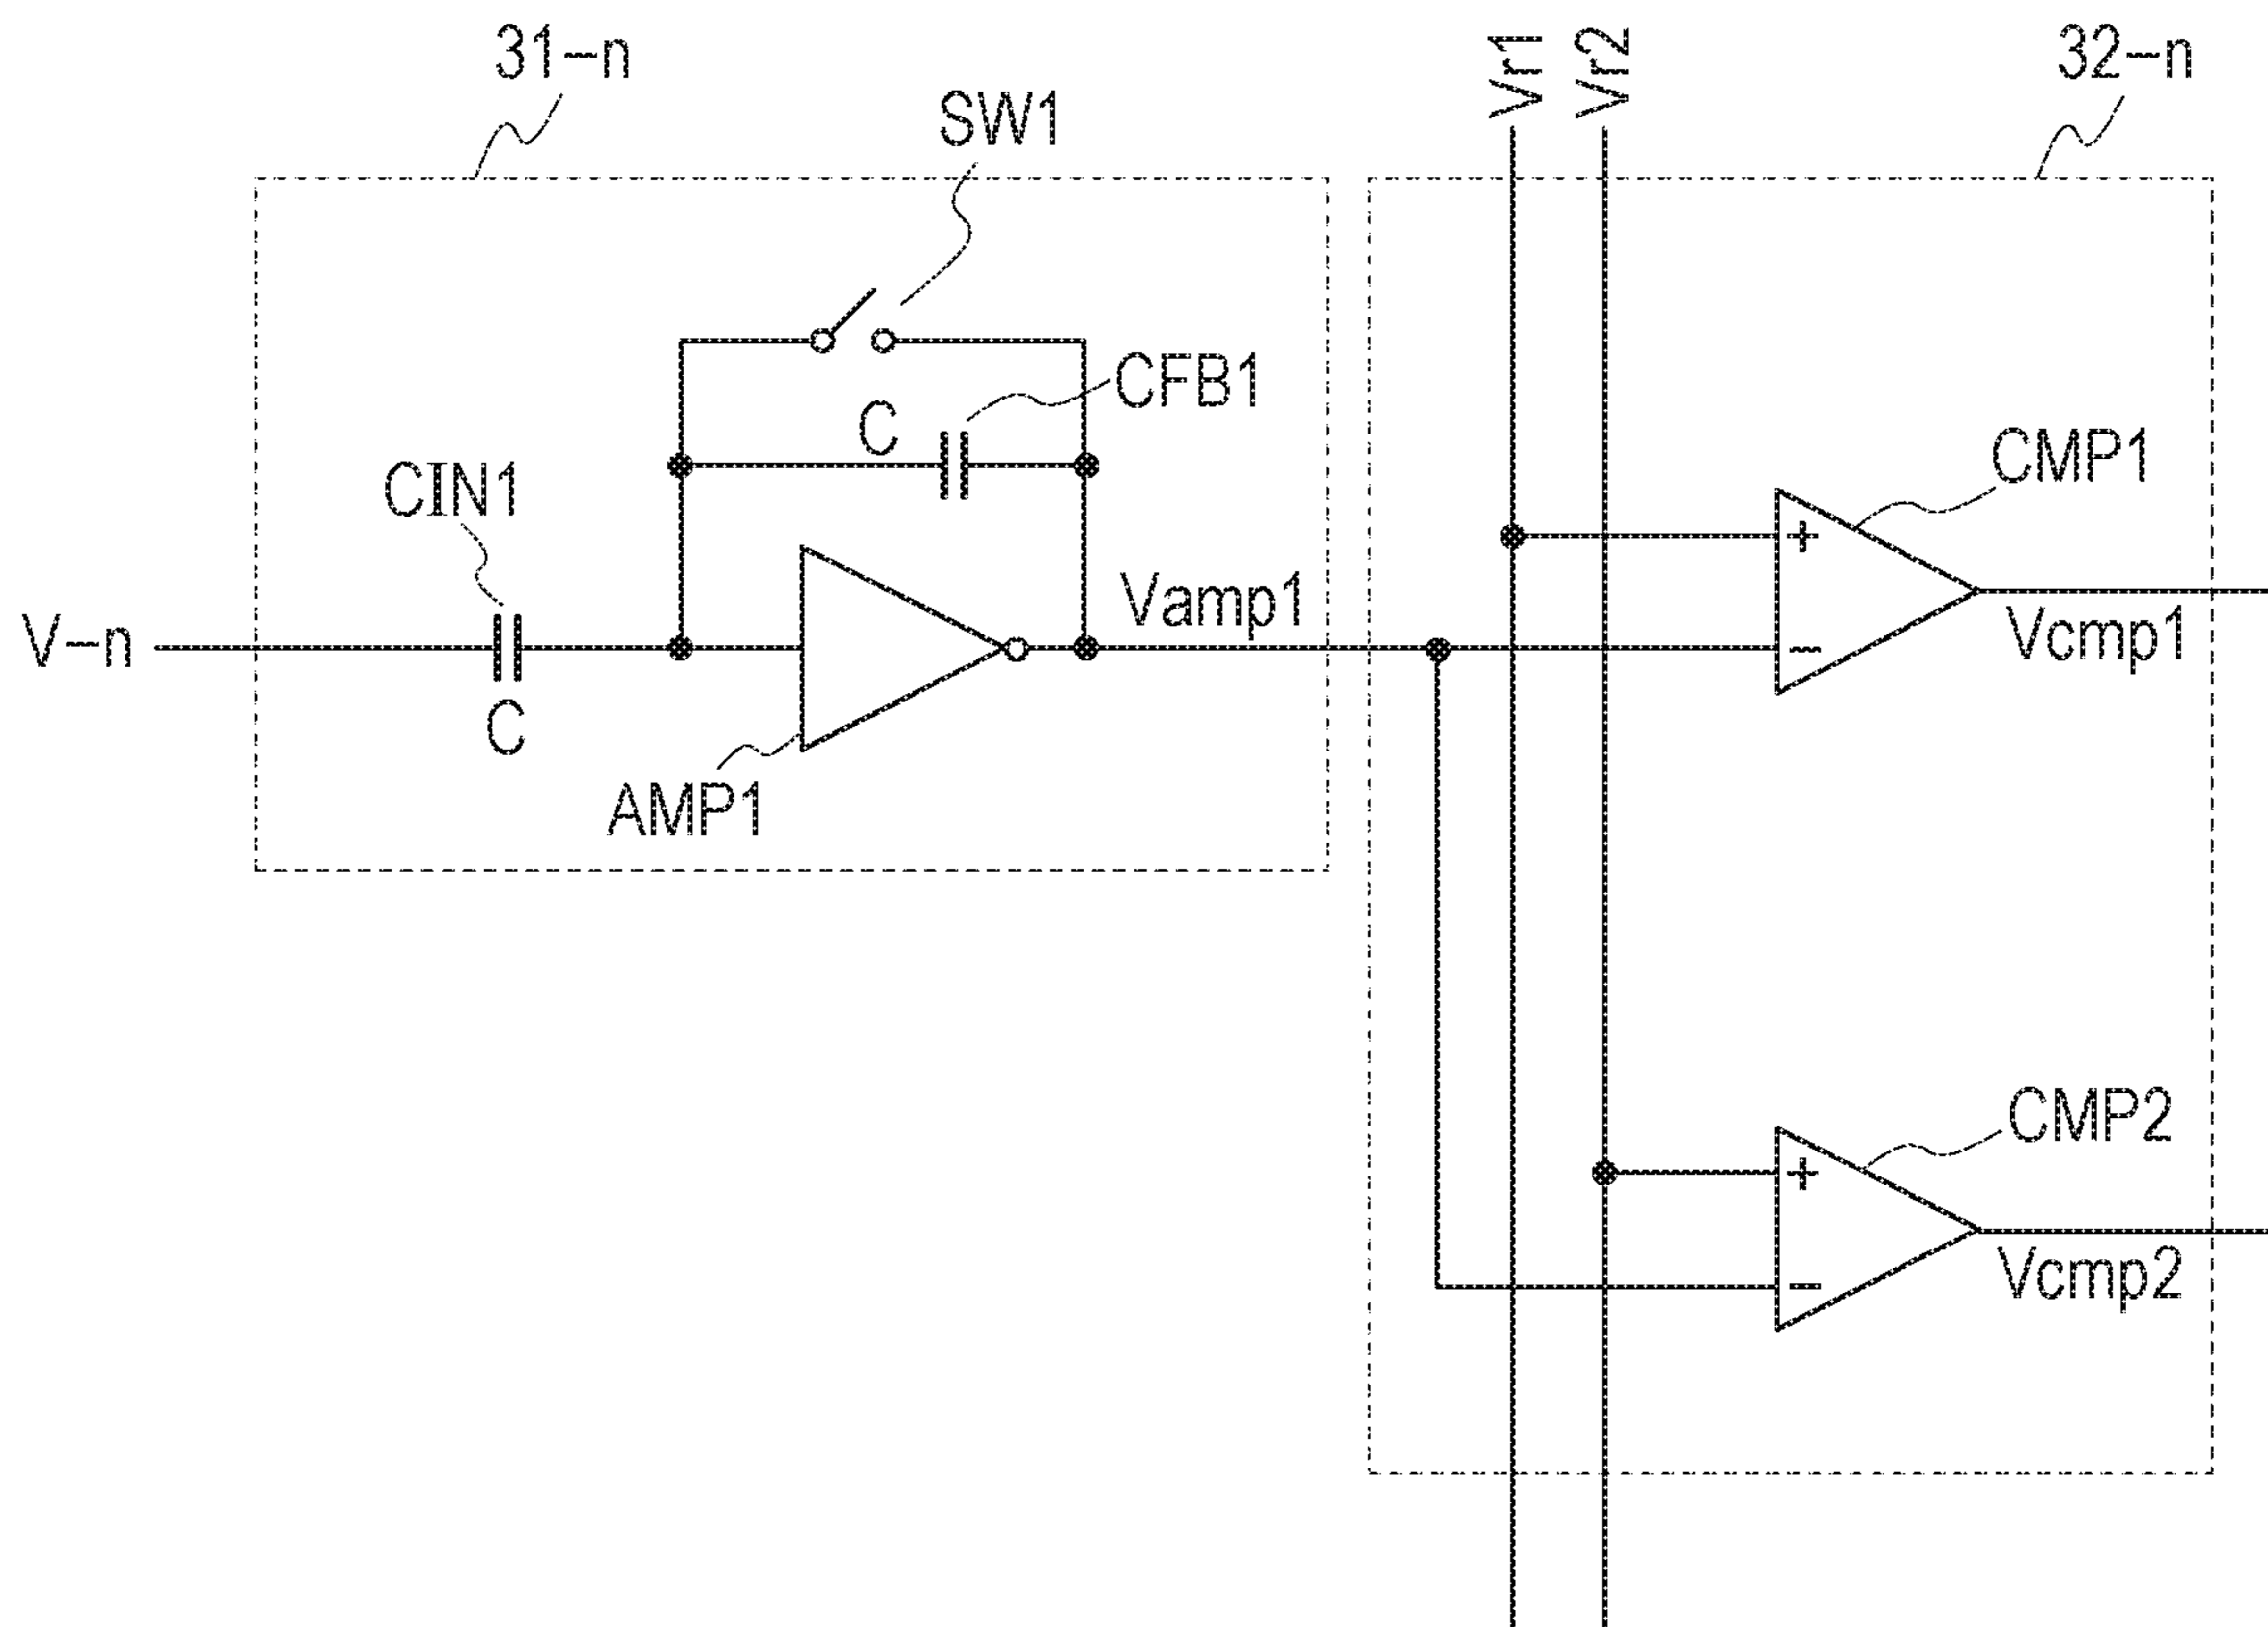 31-n
Vr1
Vr2
32-n
SW1
CFB1
C
CIN1
CMP1
+
Vamp1
V-n
-
Vcmp1
C
AMP1
CMP2
+
Vcmp2
-